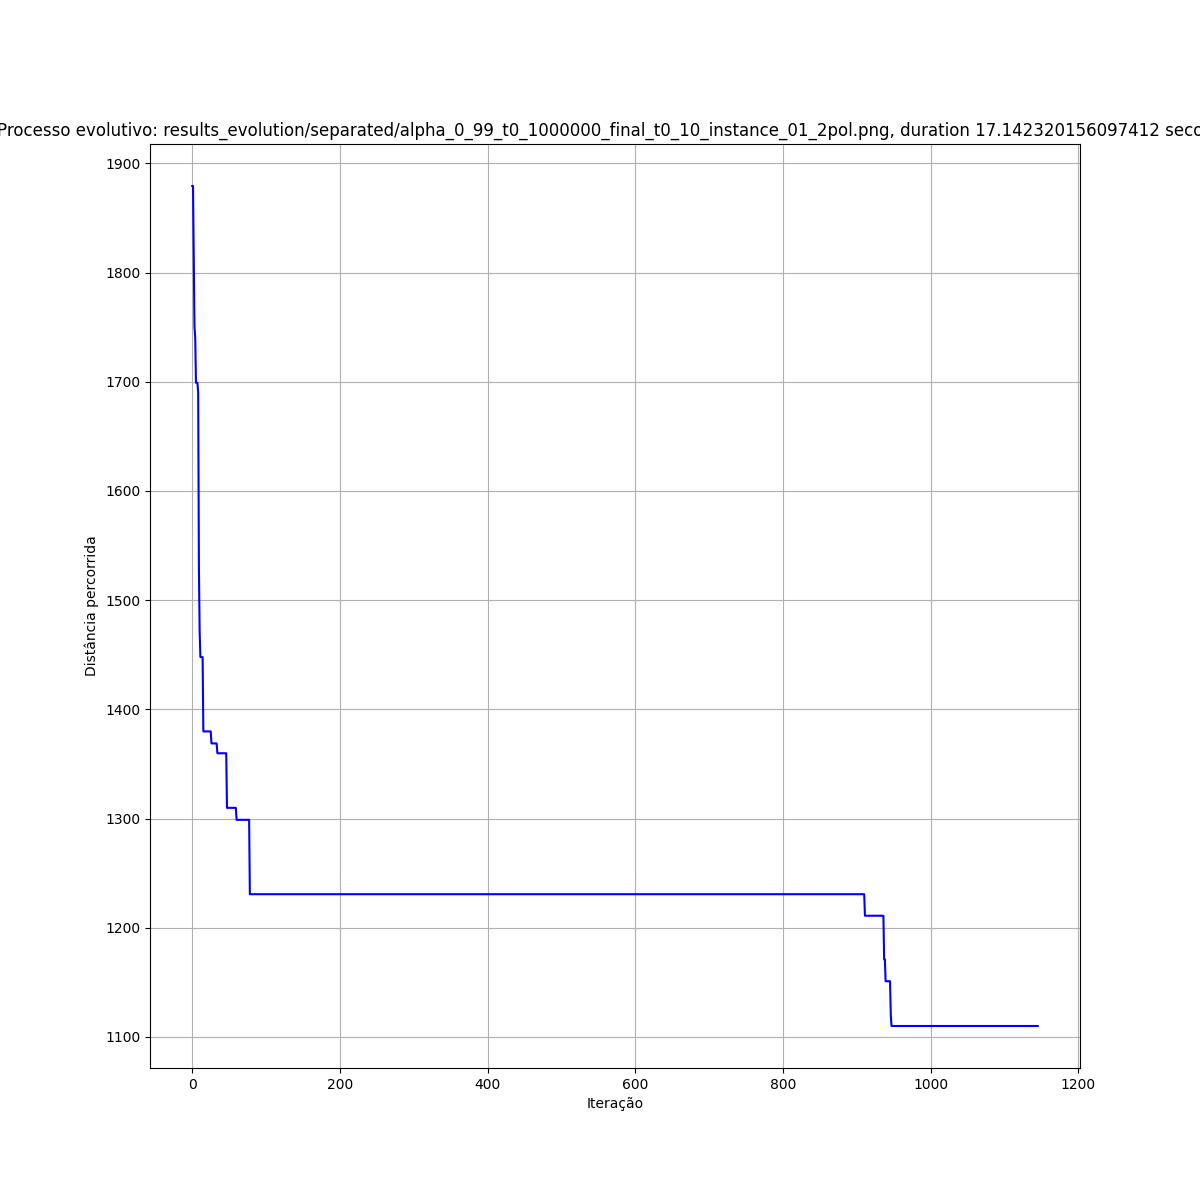 Processo evolutivo: results_evolution/separated/alpha_0_99_t0_1000000_final_t0_10_instance_01_2pol.png, duration 17.142320156097412 seco
1900
1800
1700
1600
1500
1400
1300
1200
1100
Distância percorrida
0 200 400 600 800 1000 1200
Iteração